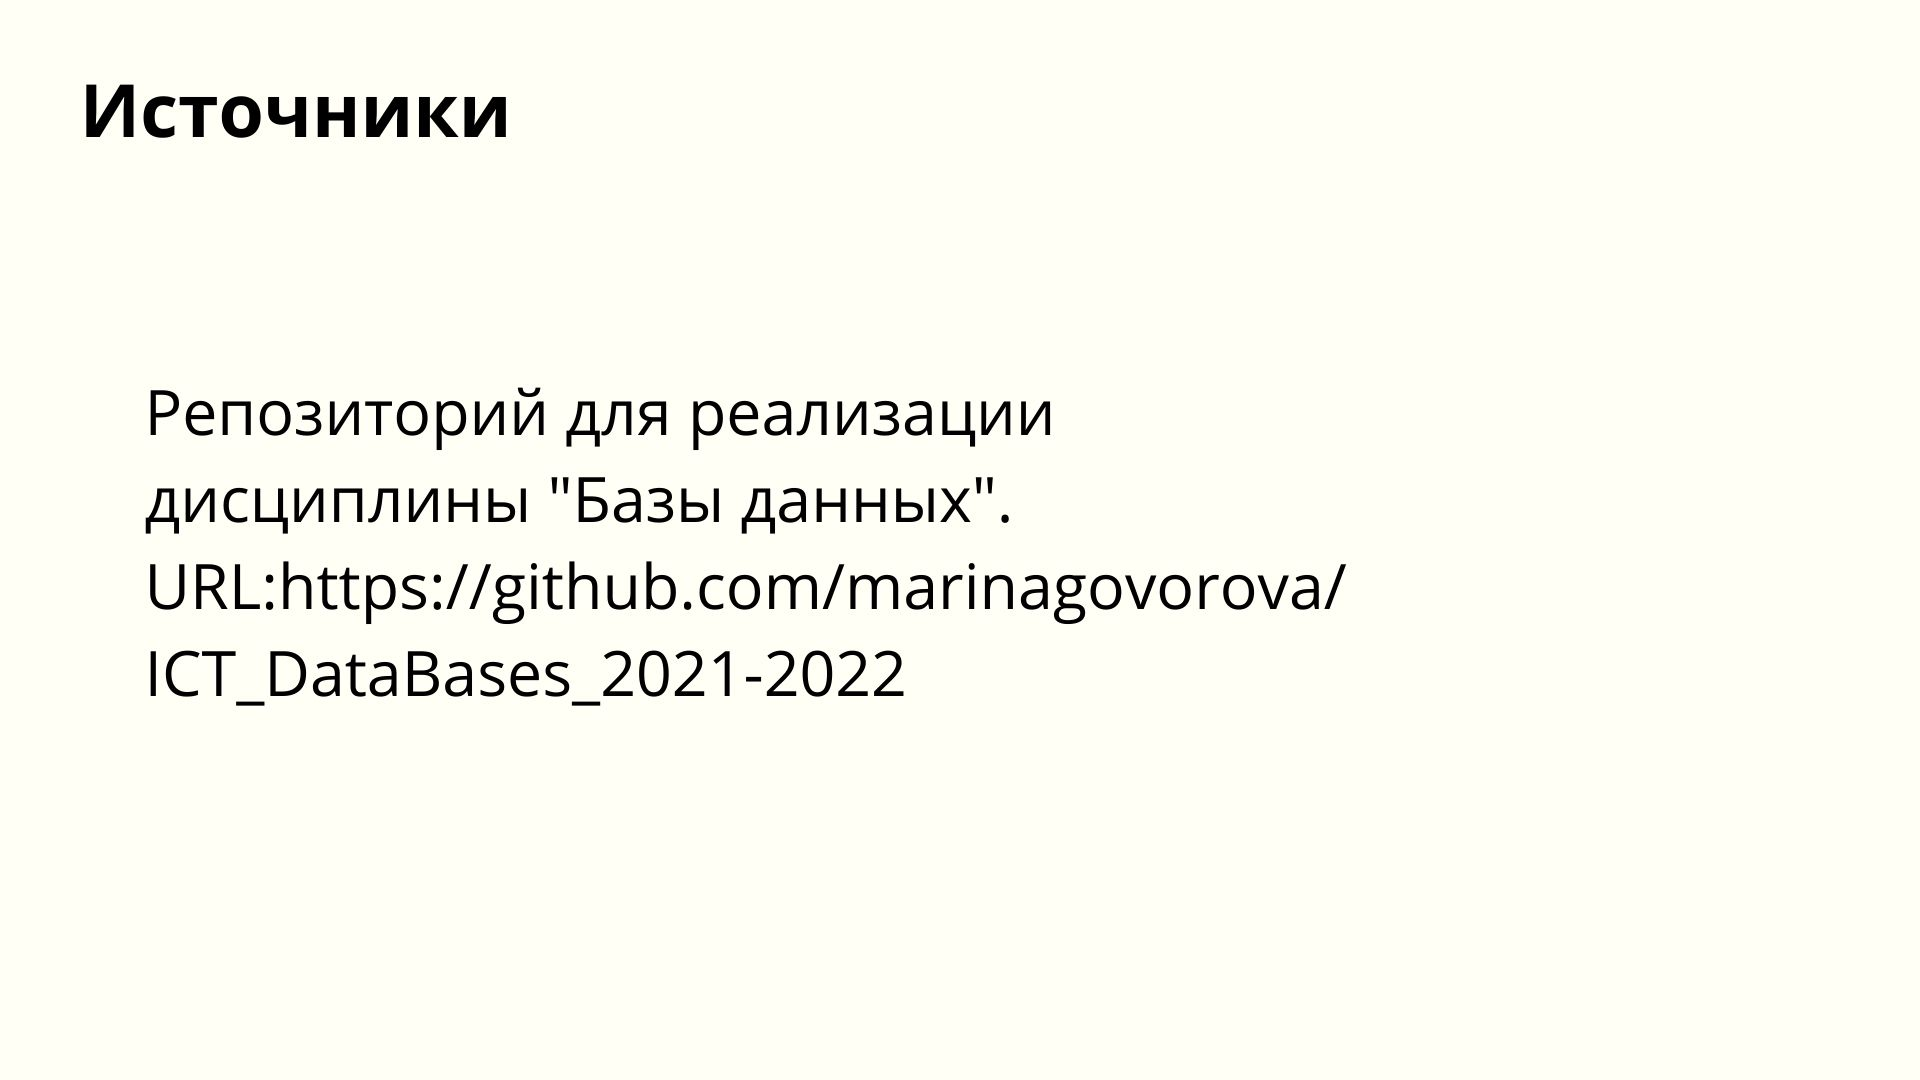 Источники
Репозиторий для реализации
дисциплины "Базы данных".
URL:https://github.com/marinagovorova/
ICT_DataBases_2021-2022